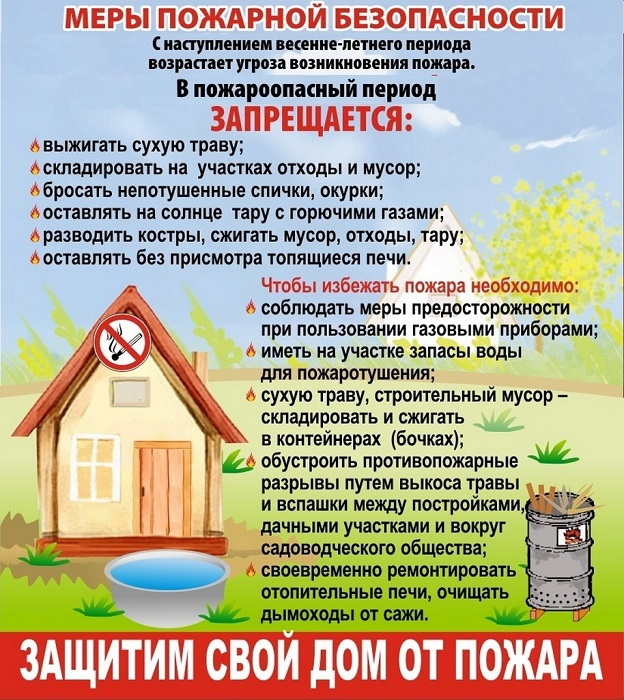 МЕРЫ ПОЖАРНОЙ БЕЗОПАСНОСТИ
С наступлением весенне-летнего периода
возрастает угроза возникновения пожара.
В пожароопасный период
ЗАПРЕЩАЕТСЯ:
выжигать сухую траву;
складировать на участках отходы и мусор;
бросать непотушенные спички, окурки;
оставлять на солнце тару с горючими газами;
разводить костры, сжигать мусор, отходы, тару;
оставлять без присмотра топящиеся печи.
Чтобы избежать пожара необходимо:
соблюдать меры предосторожности
при пользовании газовыми приборами;
иметь на участке запасы воды
для пожаротушения;
сухую траву, строительный мусор –
складировать и сжигать
в контейнерах (бочках);
обустроить противопожарные
разрывы путем выкоса травы
и вспашки между постройками,
дачными участками и вокруг
садоводческого общества;
своевременно ремонтировать
отопительные печи, очищать
дымоходы от сажи.
ЗАЩИТИМ СВОЙ ДОМ ОТ ПОЖАРА